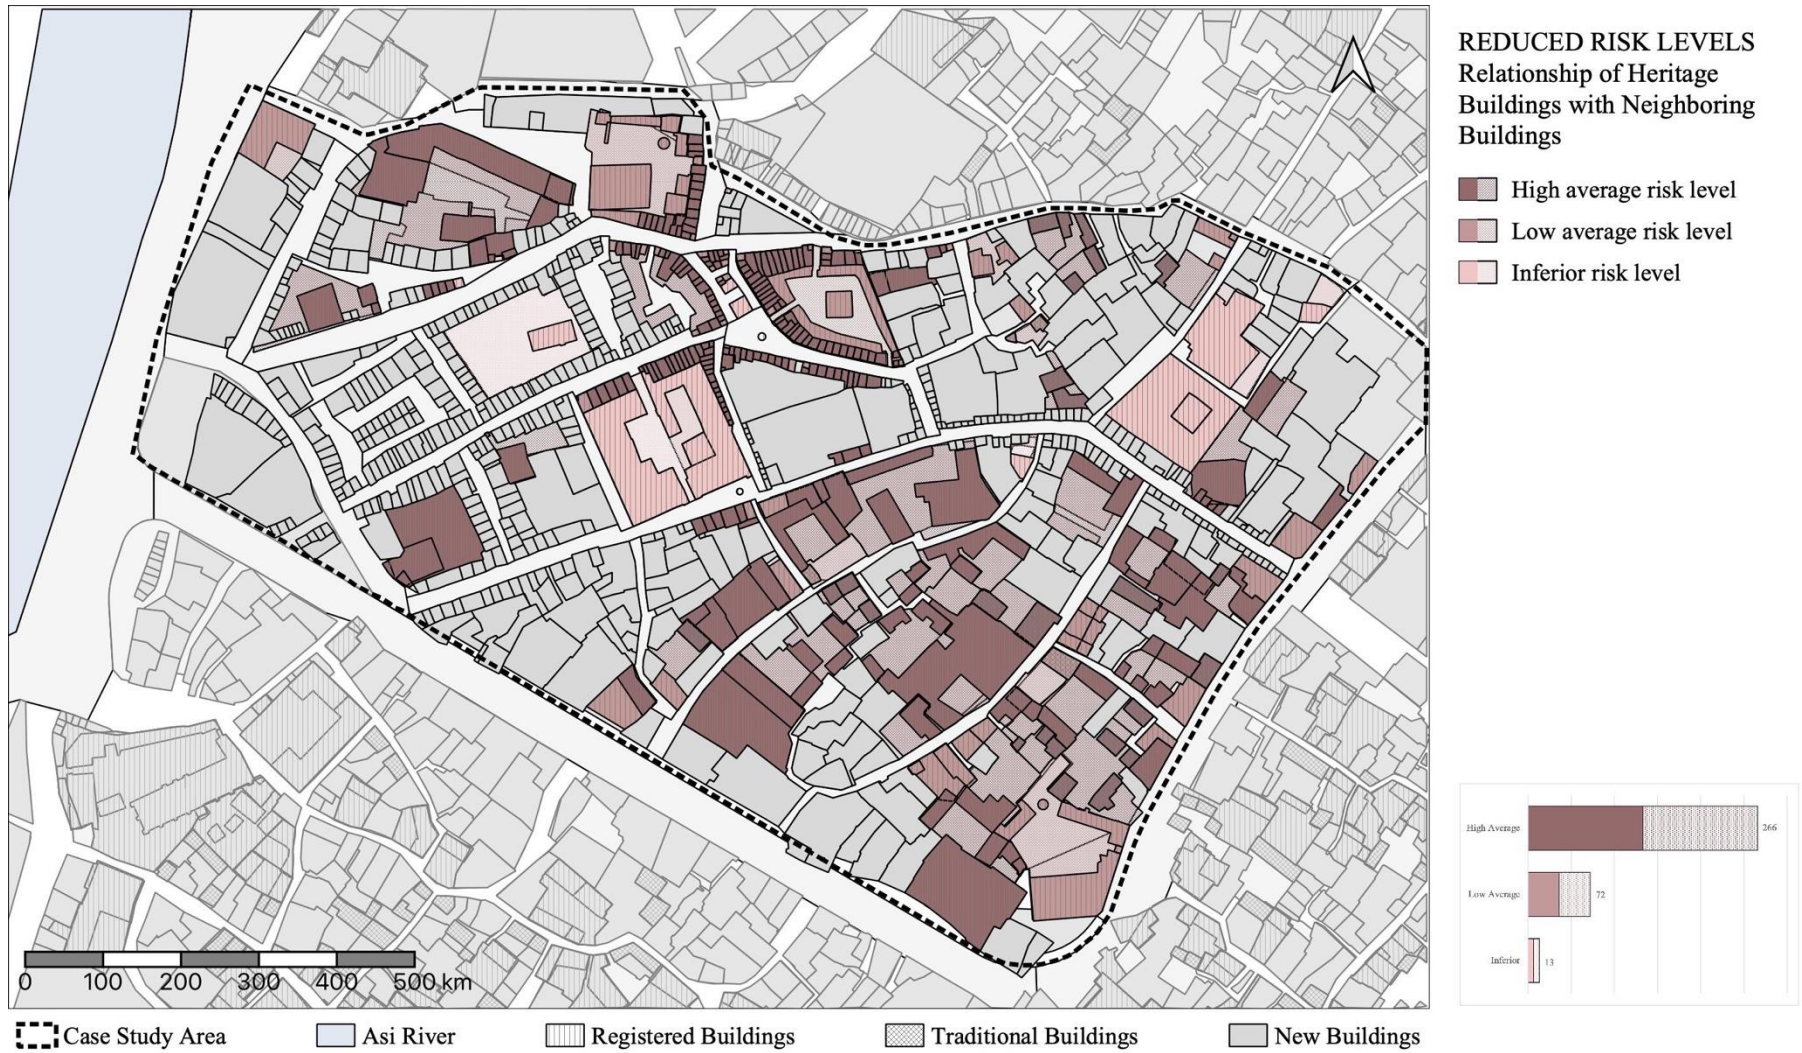 REDUCED RISK LEVELS
Relationship of Heritage
Buildings with Neighboring
Buildings
High average risk level
Low average risk level
Inferior risk level
High Average
266
Low Average
72
Inferior
13
0 100 200 300 400 500 km
Case Study Area Asi River Registered Buildings Traditional Buildings New Buildings